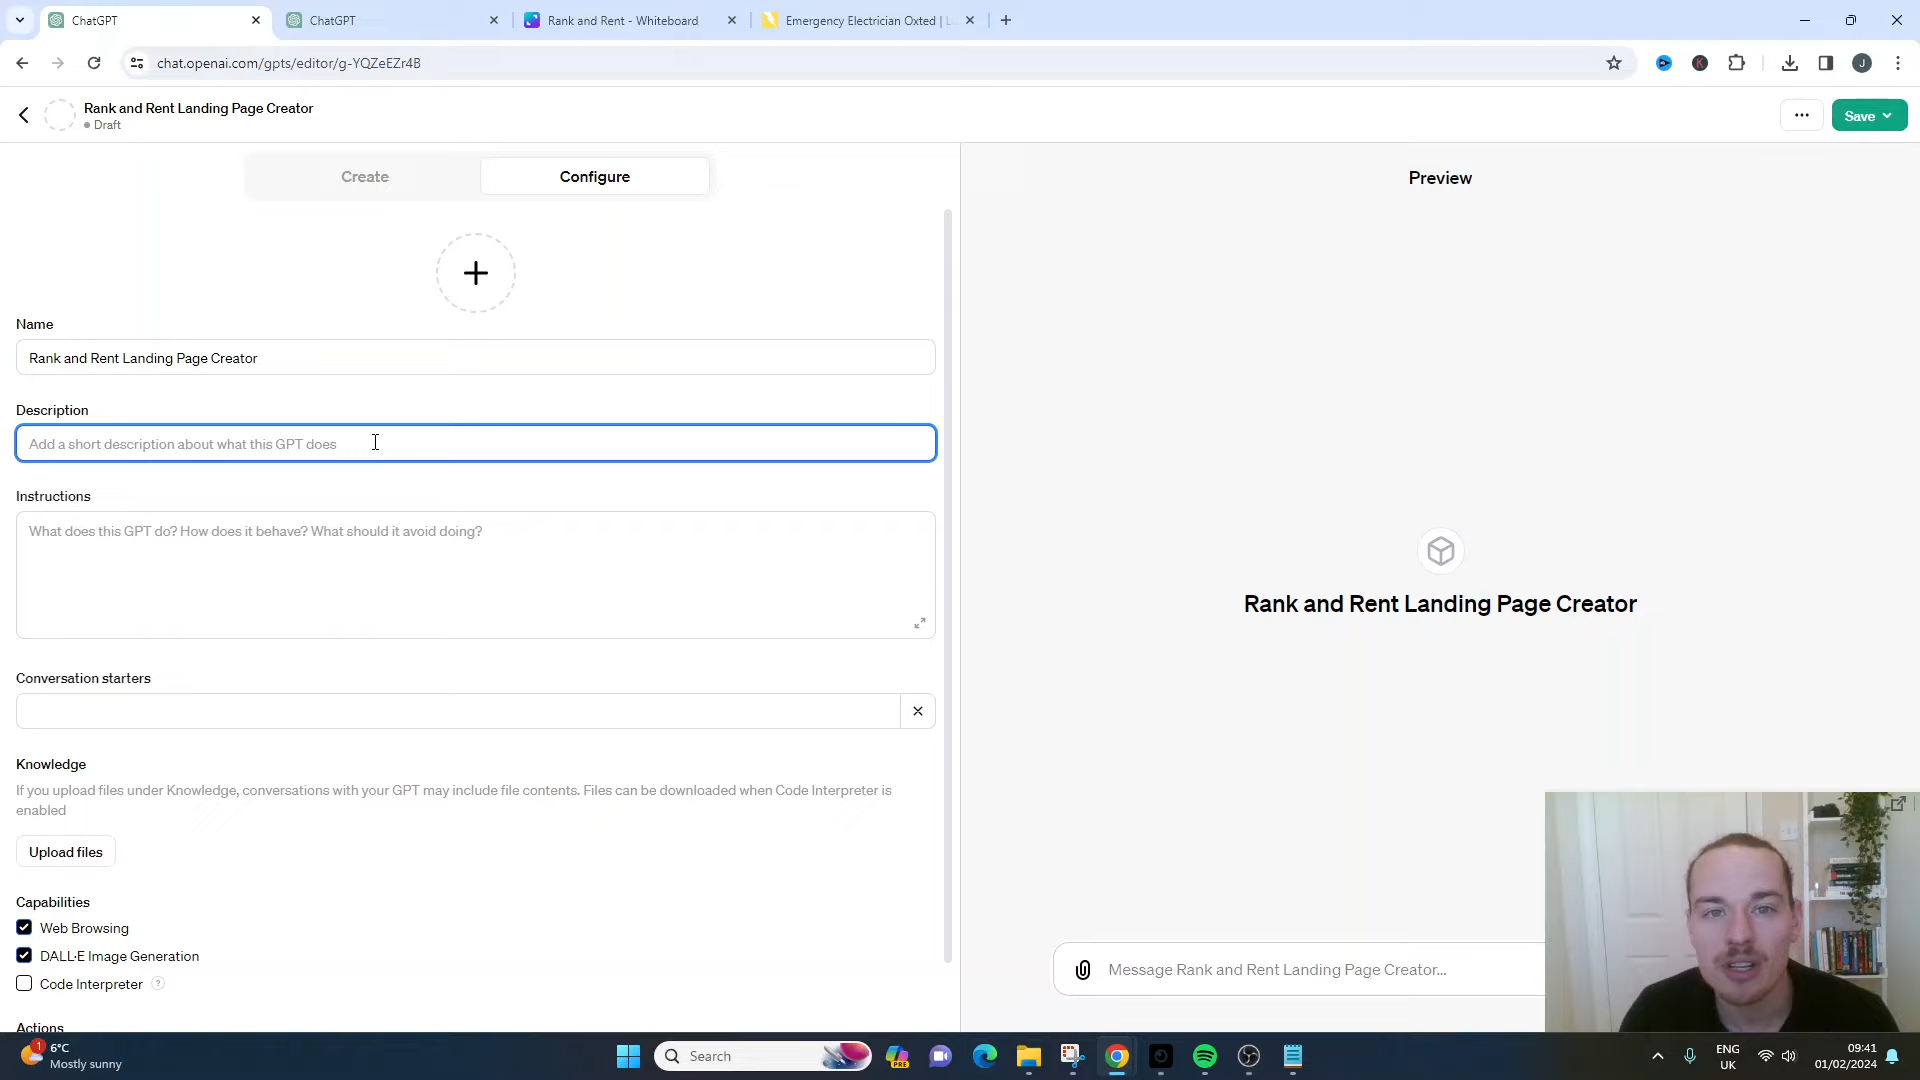 ChatGPT
ChatGPT
Rank and Rent - Whiteboard
Emergency Electrician Oxted | L
chat.openai.com/gpts/editor/g-YQZeEZr4B
J
Rank and Rent Landing Page Creator
Draft
Save
Create
Configure
Preview
Name
Rank and Rent Landing Page Creator
Description
Add a short description about what this GPT does
Instructions
What does this GPT do? How does it behave? What should it avoid doing?
Rank and Rent Landing Page Creator
Conversation starters
Knowledge
If you upload files under Knowledge, conversations with your GPT may include file contents. Files can be downloaded when Code Interpreter is
enabled
Upload files
Capabilities
Web Browsing
DALL·E Image Generation
Code Interpreter ?
Message Rank and Rent Landing Page Creator...
Actions
1
6°C
Mostly sunny
Search
PRE
ENG
UK
09:41
01/02/2024